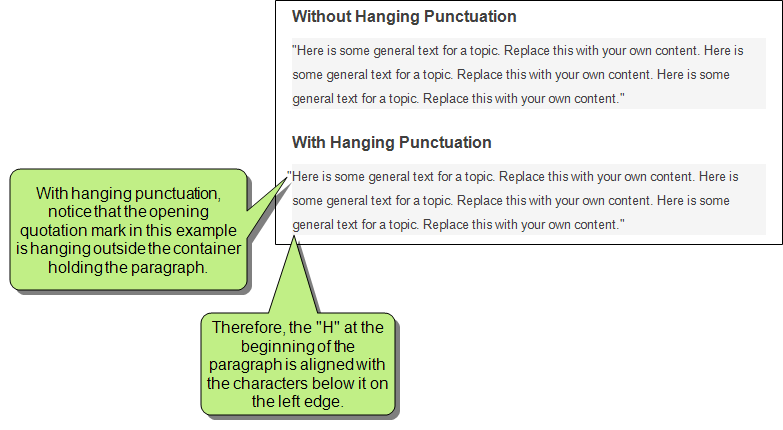 Without Hanging Punctuation
"Here is some general text for a topic. Replace this with your own content. Here is
some general text for a topic. Replace this with your own content. Here is some
general text for a topic. Replace this with your own content."
With Hanging Punctuation
"Here is some general text for a topic. Replace this with your own content. Here is
some general text for a topic. Replace this with your own content. Here is some
general text for a topic. Replace this with your own content."
With hanging punctuation,
notice that the opening
quotation mark in this example
is hanging outside the container
holding the paragraph.
Therefore, the "H" at the
beginning of the
paragraph is aligned with
the characters below it on
the left edge.